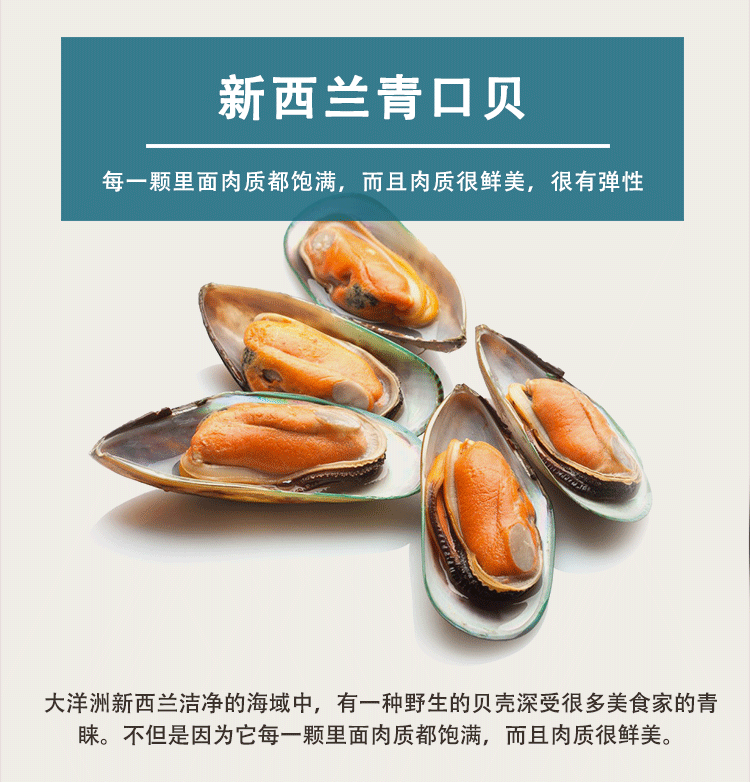 新西兰青口贝
每一颗里面肉质都饱满，而且肉质很鲜美，很有弹性
大洋洲新西兰洁净的海域中，有一种野生的贝壳深受很多美食家的青
睐。不但是因为它每一颗里面肉质都饱满，而且肉质很鲜美。